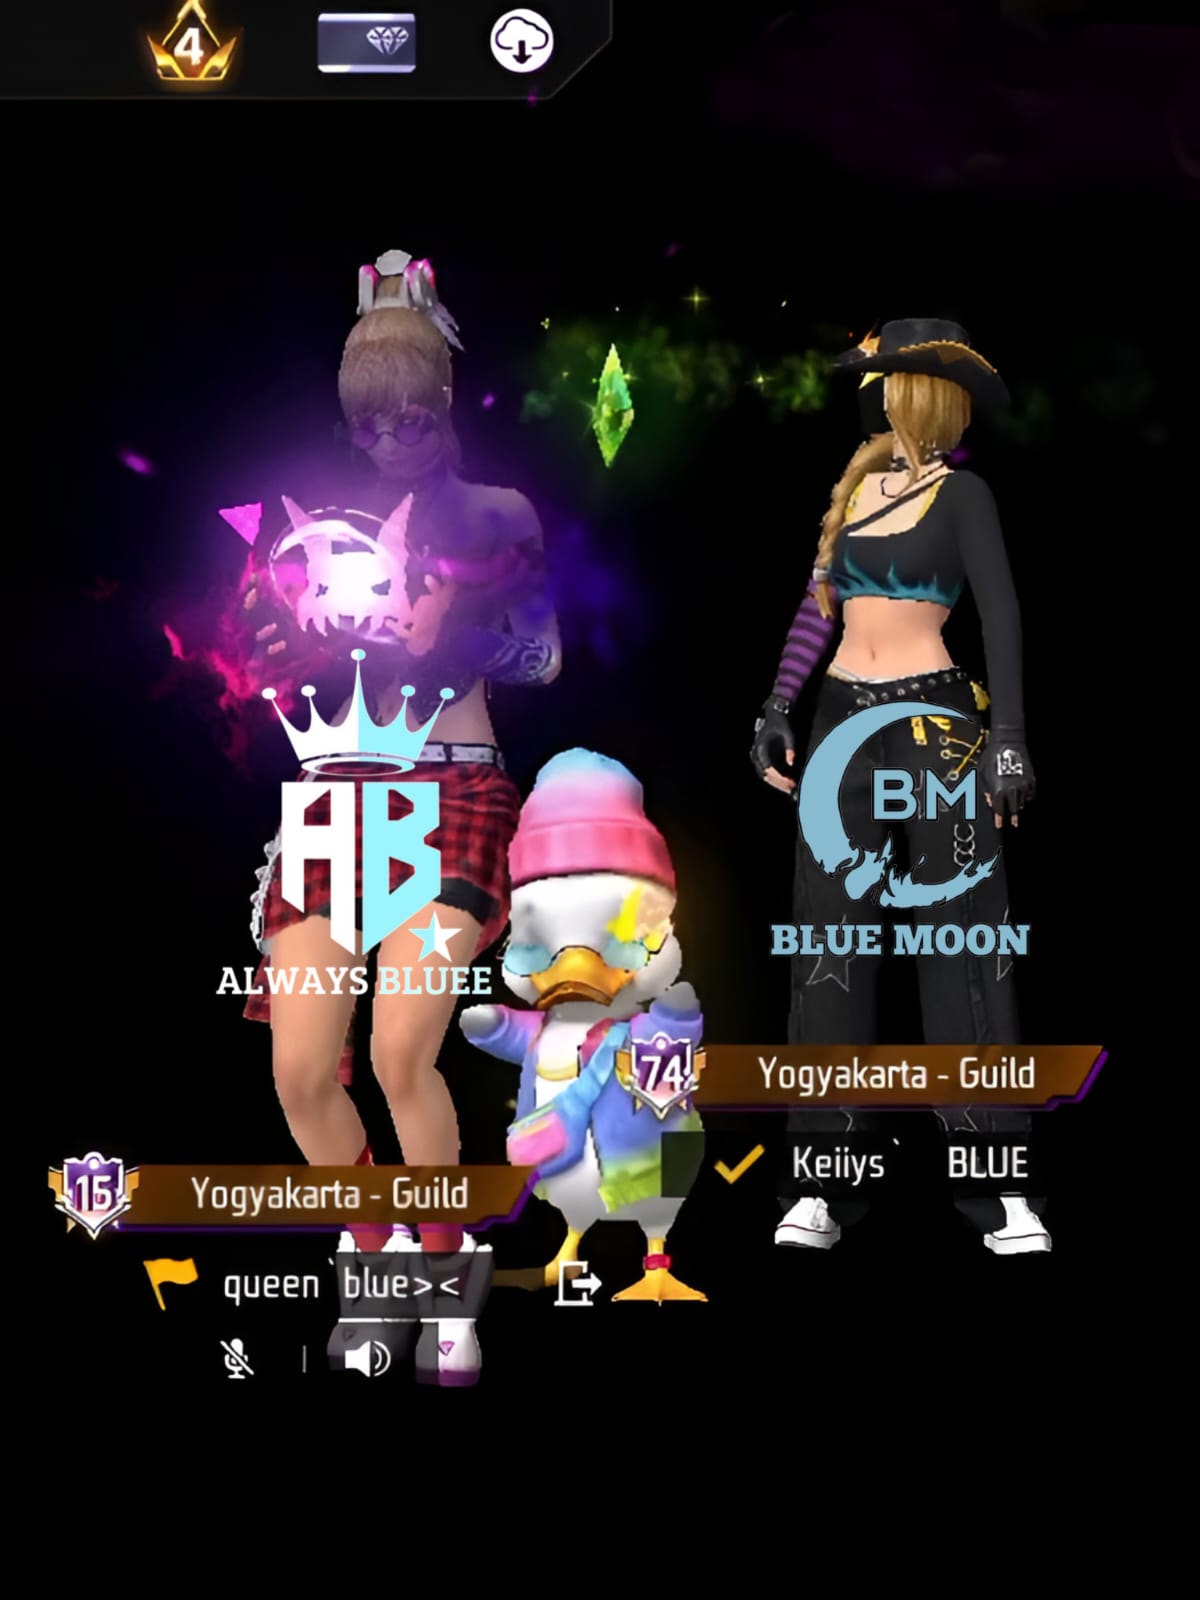 4
AB
ALWAYS BLUEE
BM
BLUE MOON
74
Yogyakarta - Guild
Keiiys` BLUE
15
Yogyakarta - Guild
queen `blue><